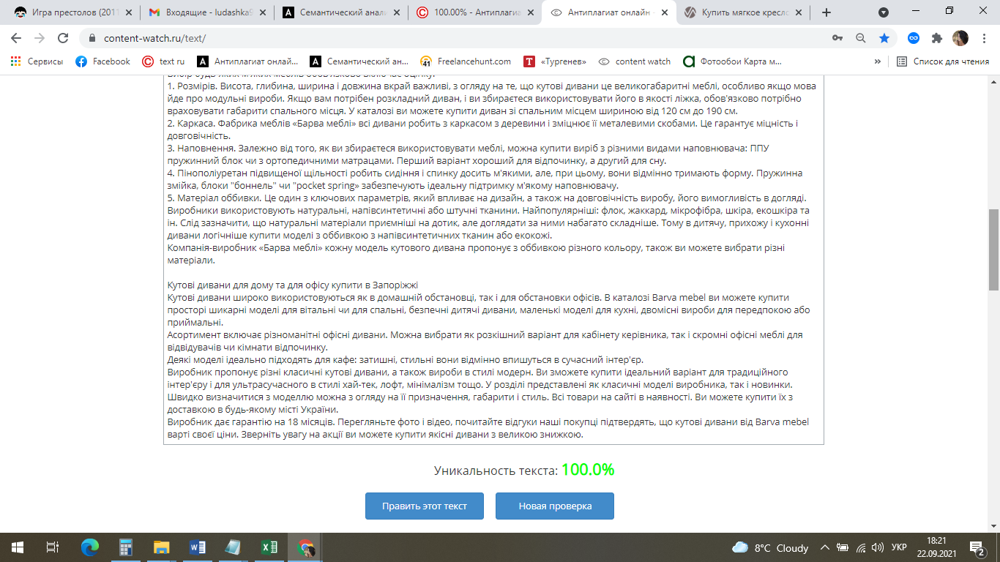 Игра престолов (2011
Входящие - ludashka9
Семантический анали
100.00% - Антиплагиа
Антиплагиат онлайн -
Купить мягкое кресло
content-watch.ru/text/
Сервисы
Facebook
text ru
Антиплагиат онлай...
Семантический ан...
Freelancehunt.com
«Тургенев»
content watch
Фотообои Карта м...
»
Список для чтения
Вибір будь-яких м'яких меблів обов'язково включає оцінку:
1. Розмірів. Висота, глибина, ширина і довжина вкрай важливі, з огляду на те, що кутові дивани це великогабаритні меблі, особливо якщо мова
йде про модульні вироби. Якщо вам потрібен розкладний диван, і ви збираєтеся використовувати його в якості ліжка, обов'язково потрібно
враховувати габарити спального місця. У каталозі ви можете купити диван зі спальним місцем шириною від 120 см до 190 см.
2. Каркаса. Фабрика меблів «Барва меблі» всі дивани робить з каркасом з деревини і зміцнює її металевими скобами. Це гарантує міцність і
довговічність.
3. Наповнення. Залежно від того, як ви збираєтеся використовувати меблі, можна купити виріб з різними видами наповнювача: ППУ
пружинний блок чи з ортопедичними матрацами. Перший варіант хороший для відпочинку, а другий для сну.
4. Пінополіуретан підвищеної щільності робить сидіння і спинку досить м'якими, але, при цьому, вони відмінно тримають форму. Пружинна
змійка, блоки "боннель" чи "pocket spring» забезпечують ідеальну підтримку м'якому наповнювачу.
5. Матеріал оббивки. Це один з ключових параметрів, який впливає на дизайн, а також на довговічність виробу, його вимогливість в догляді.
Виробники використовують натуральні, напівсинтетичні або штучні тканини. Найпопулярніші: флок, жаккард, мікрофібра, шкіра, екошкіра та
ін. Слід зазначити, що натуральні матеріали приємніші на дотик, але доглядати за ними набагато складніше. Тому в дитячу, прихожу і кухонні
дивани логічніше купити моделі з оббивкою з напівсинтетичних тканин або екокожі.
Компанія-виробник «Барва меблі» кожну модель кутового дивана пропонує з оббивкою різного кольору, також ви можете вибрати різні
матеріали.
Кутові дивани для дому та для офісу купити в Запоріжжі
Кутові дивани широко використовуються як в домашній обстановці, так і для обстановки офісів. В каталозі Barva mebel ви можете купити
просторі шикарні моделі для вітальні чи для спальні, безпечні дитячі дивани, маленькі моделі для кухні, двомісні вироби для передпокою або
приймальні.
Асортимент включає різноманітні офісні дивани. Можна вибрати як розкішний варіант для кабінету керівника, так і скромні офісні меблі для
відвідувачів чи кімнати відпочинку.
Деякі моделі ідеально підходять для кафе: затишні, стильні вони відмінно впишуться в сучасний інтер'єр.
Виробник пропонує різні класичні кутові дивани, а також вироби в стилі модерн. Ви зможете купити ідеальний варіант для традиційного
інтер'єру і для ультрасучасного в стилі хай-тек, лофт, мінімалізм тощо. У розділі представлені як класичні моделі виробника, так і новинки.
Швидко визначитися з моделлю можна з огляду на її призначення, габарити і стиль. Всі товари на сайті в наявності. Ви можете купити їх з
доставкою в будь-якому місті України.
Виробник дає гарантію на 18 місяців. Перегляньте фото і відео, почитайте відгуки наші покупці підтвердять, що кутові дивани від Barva mebel
варті своєї ціни. Зверніть увагу на акції ви можете купити якісні дивани з великою знижкою.
Уникальность текста: 100.0%
Править этот текст
Новая проверка
8°C Cloudy
УКР
18:21
22.09.2021
2